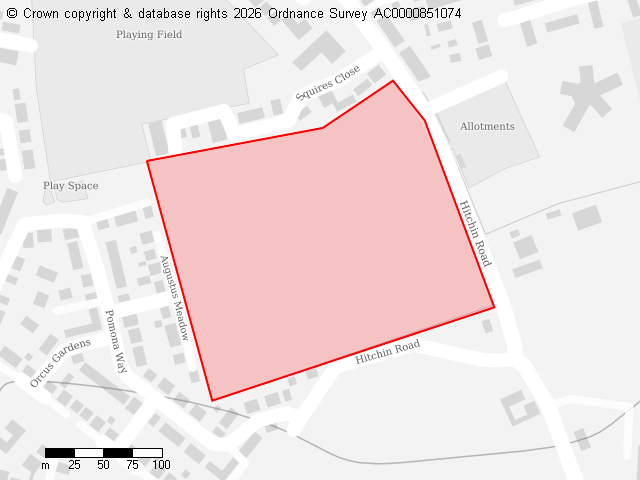 © Crown copyright & database rights 2026 Ordnance Survey AC0000851074
Playing Field
Squires Close
Allotments
Play Space
Hitchin Road
Augustus Meadow
Pomona Way
Orcus Gardens
Hitchin Road
m 25 50 75 100